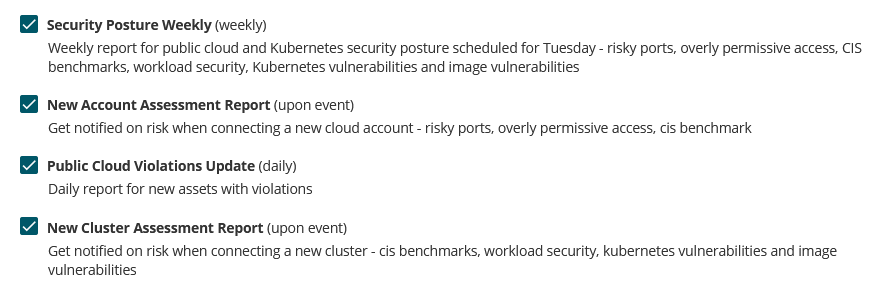 Security Posture Weekly (weekly)
Weekly report for public cloud and Kubernetes security posture scheduled for Tuesday - risky ports, overly permissive access, CIS
benchmarks, workload security, Kubernetes vulnerabilities and image vulnerabilities
New Account Assessment Report (upon event)
Get notified on risk when connecting a new cloud account - risky ports, overly permissive access, cis benchmark
Public Cloud Violations Update (daily)
Daily report for new assets with violations
New Cluster Assessment Report (upon event)
Get notified on risk when connecting a new cluster - cis benchmarks, workload security, kubernetes vulnerabilities and image
vulnerabilities